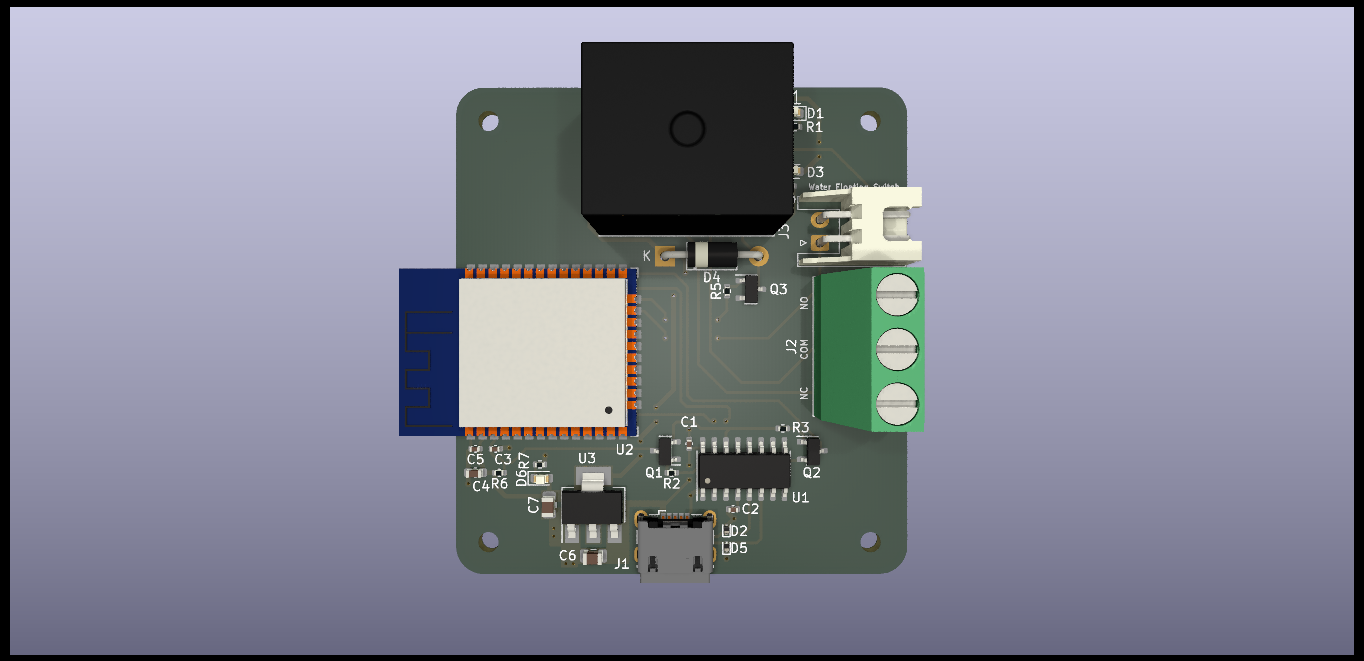 1
D1
R1
D3
Water Floating Switch
J3
K
D4
R5
Q3
NO
J2
COM
NC
C1
R3
U2
C5
C3
R7
D6
U3
Q1
Q2
C4
R6
R2
U1
C7
C2
D2
D5
C6
J1